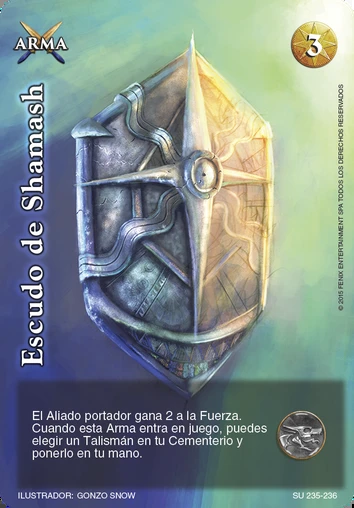 ARMA
3
Escudo de Shamash
© 2015 FENIX ENTERTAINMENT SPA TODOS LOS DERECHOS RESERVADOS
El Aliado portador gana 2 a la Fuerza.
Cuando esta Arma entra en juego, puedes
elegir un Talismán en tu Cementerio y
ponerlo en tu mano.
ILUSTRADOR: GONZO SNOW
SU 235-236